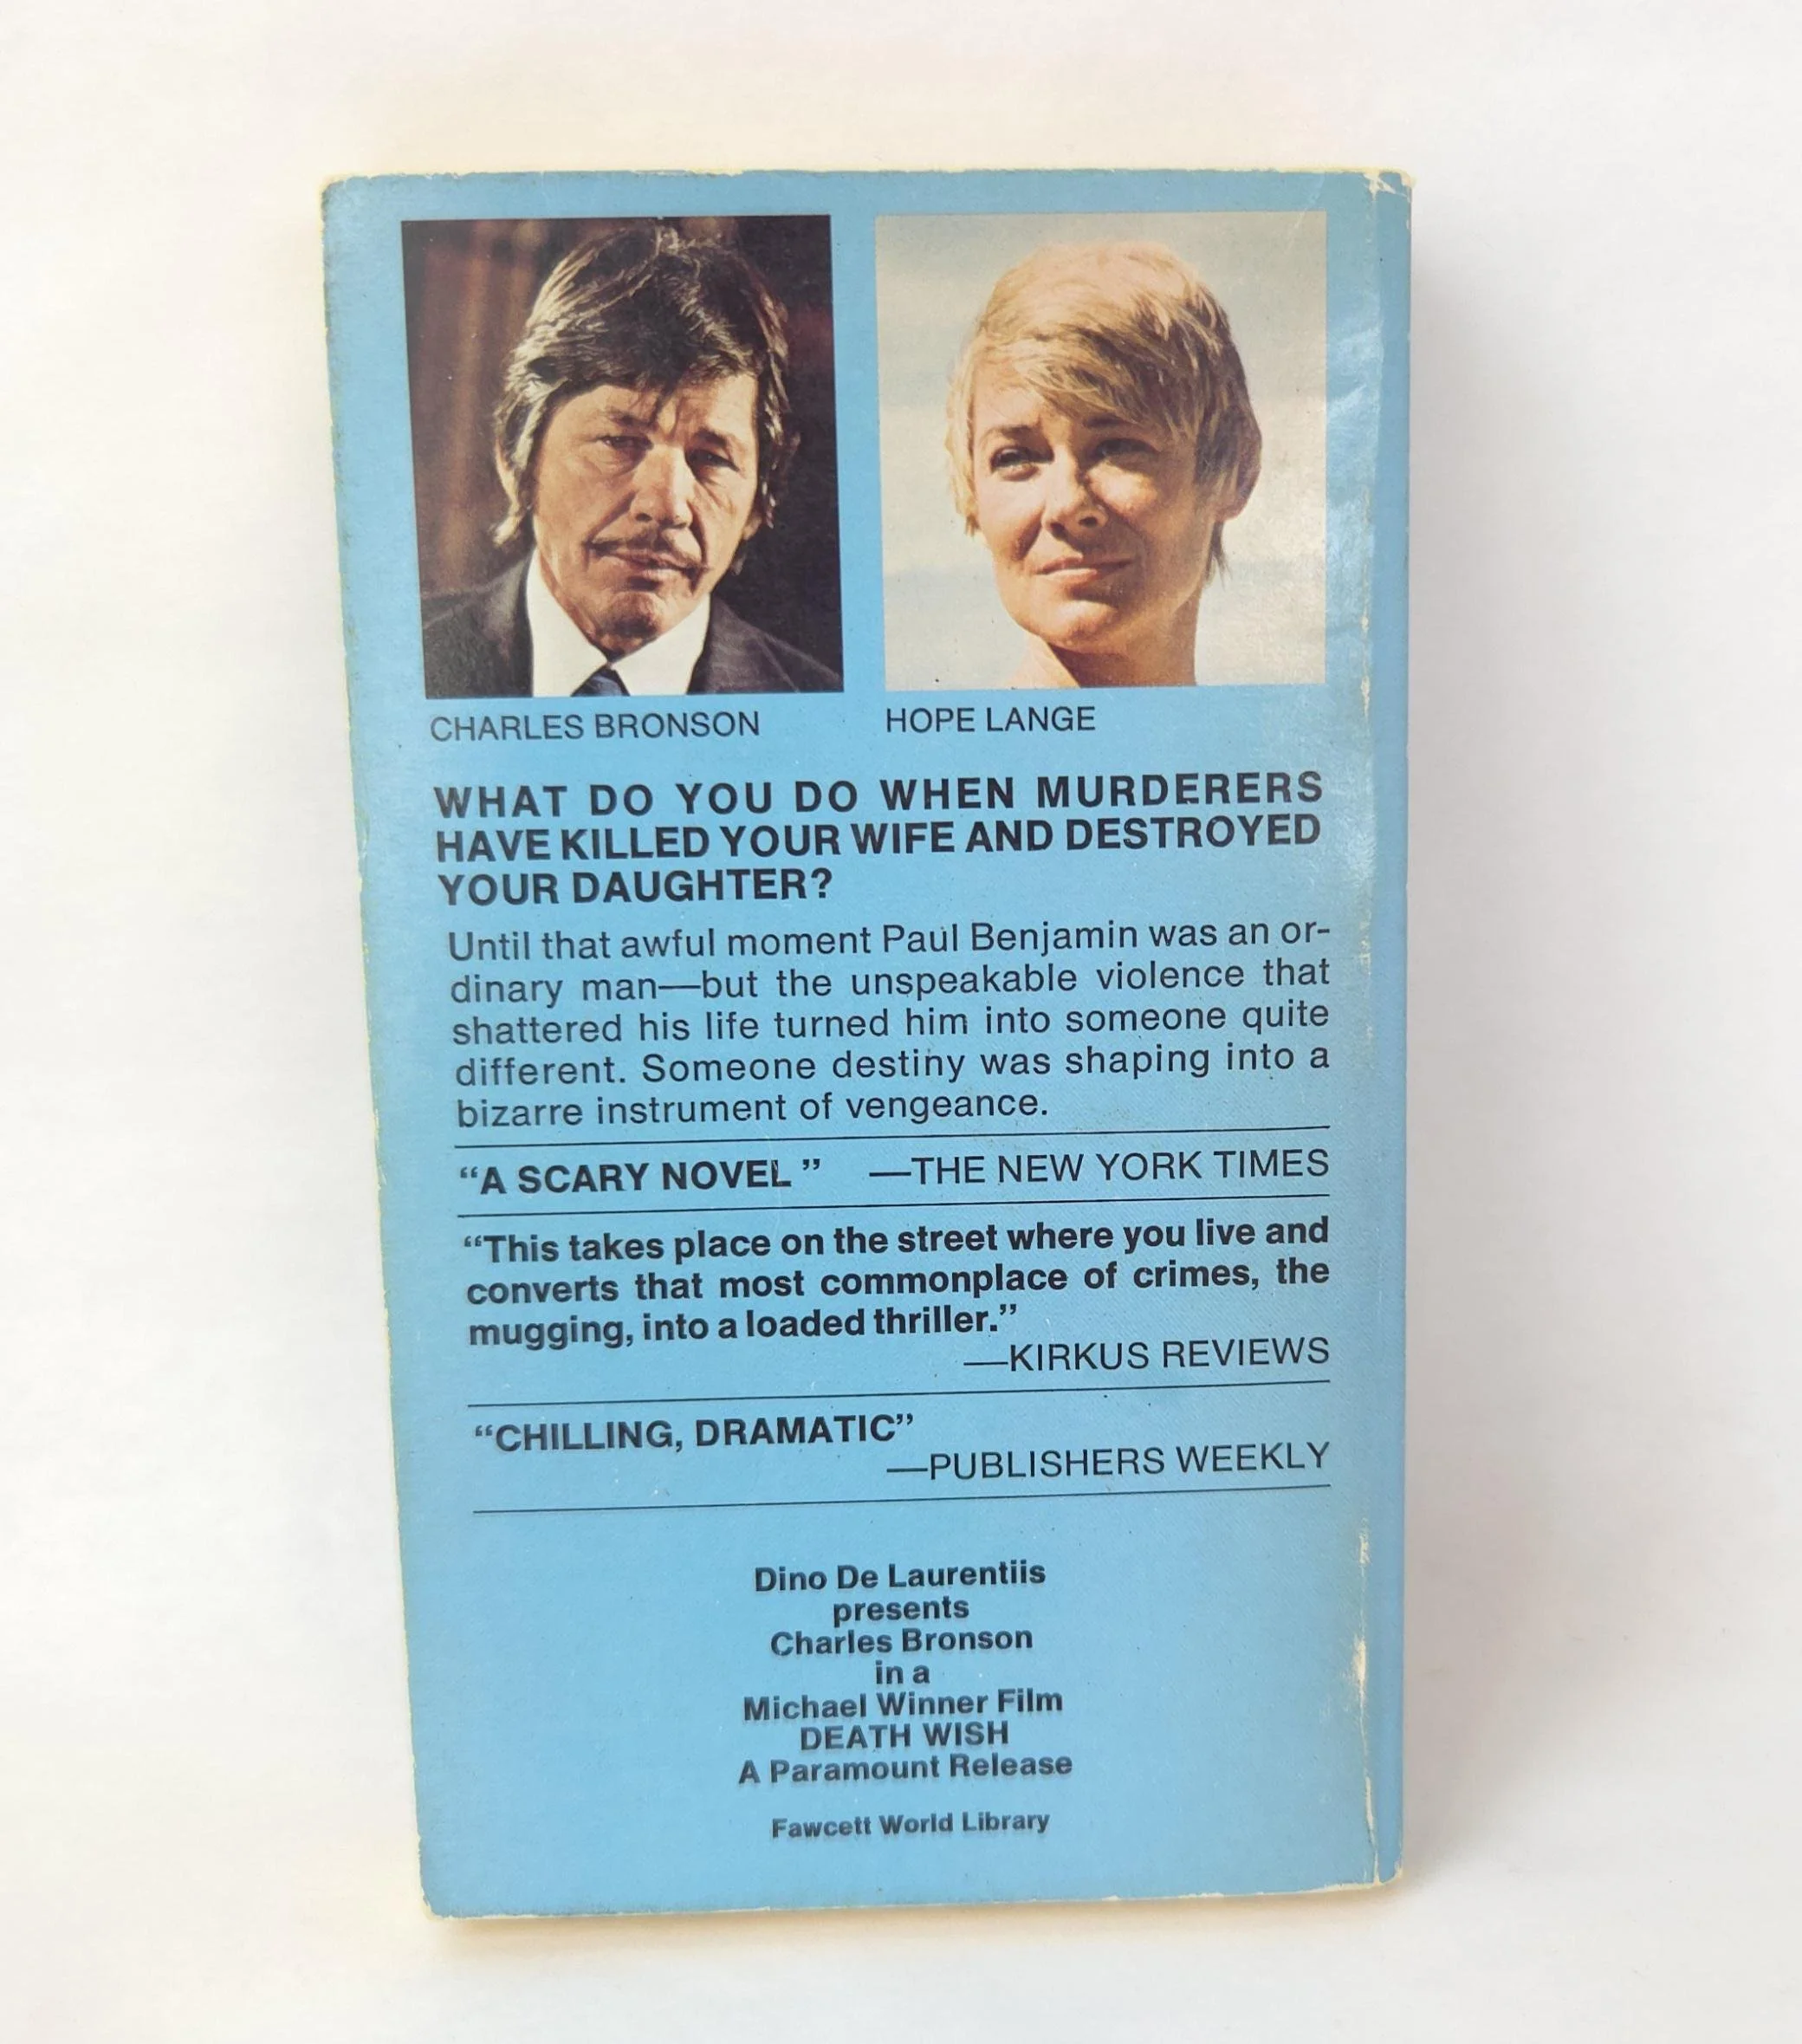 CHARLES BRONSON
HOPE LANGE
WHAT DO YOU DO WHEN MURDERERS
HAVE KILLED YOUR WIFE AND DESTROYED
YOUR DAUGHTER?
Until that awful moment Paul Benjamin was an or-
dinary man—but the unspeakable violence that
shattered his life turned him into someone quite
different. Someone destiny was shaping into a
bizarre instrument of vengeance.
“A SCARY NOVEL ” —THE NEW YORK TIMES
“This takes place on the street where you live and
converts that most commonplace of crimes, the
mugging, into a loaded thriller.”
—KIRKUS REVIEWS
“CHILLING, DRAMATIC”
—PUBLISHERS WEEKLY
Dino De Laurentiis
presents
Charles Bronson
in a
Michael Winner Film
DEATH WISH
A Paramount Release
Fawcett World Library